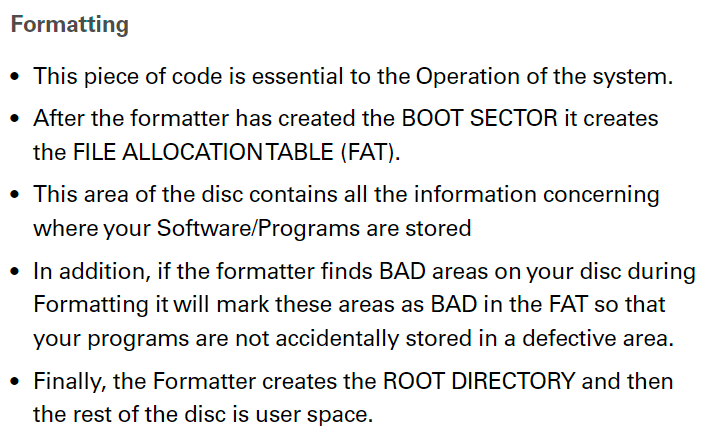 Formatting
• This piece of code is essential to the Operation of the system.
• After the formatter has created the BOOT SECTOR it creates
the FILE ALLOCATION TABLE (FAT).
• This area of the disc contains all the information concerning
where your Software/Programs are stored
• In addition, if the formatter finds BAD areas on your disc during
Formatting it will mark these areas as BAD in the FAT so that
your programs are not accidentally stored in a defective area.
• Finally, the Formatter creates the ROOT DIRECTORY and then
the rest of the disc is user space.